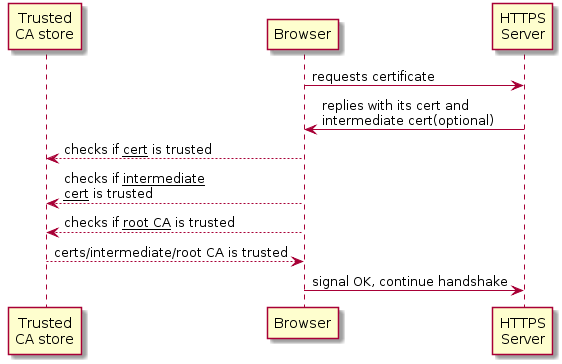 Trusted
CA store
Browser
HTTPS
Server
requests certificate
replies with its cert and
intermediate cert(optional)
checks if cert is trusted
checks if intermediate
cert is trusted
checks if root CA is trusted
certs/intermediate/root CA is trusted
signal OK, continue handshake
Trusted
CA store
Browser
HTTPS
Server